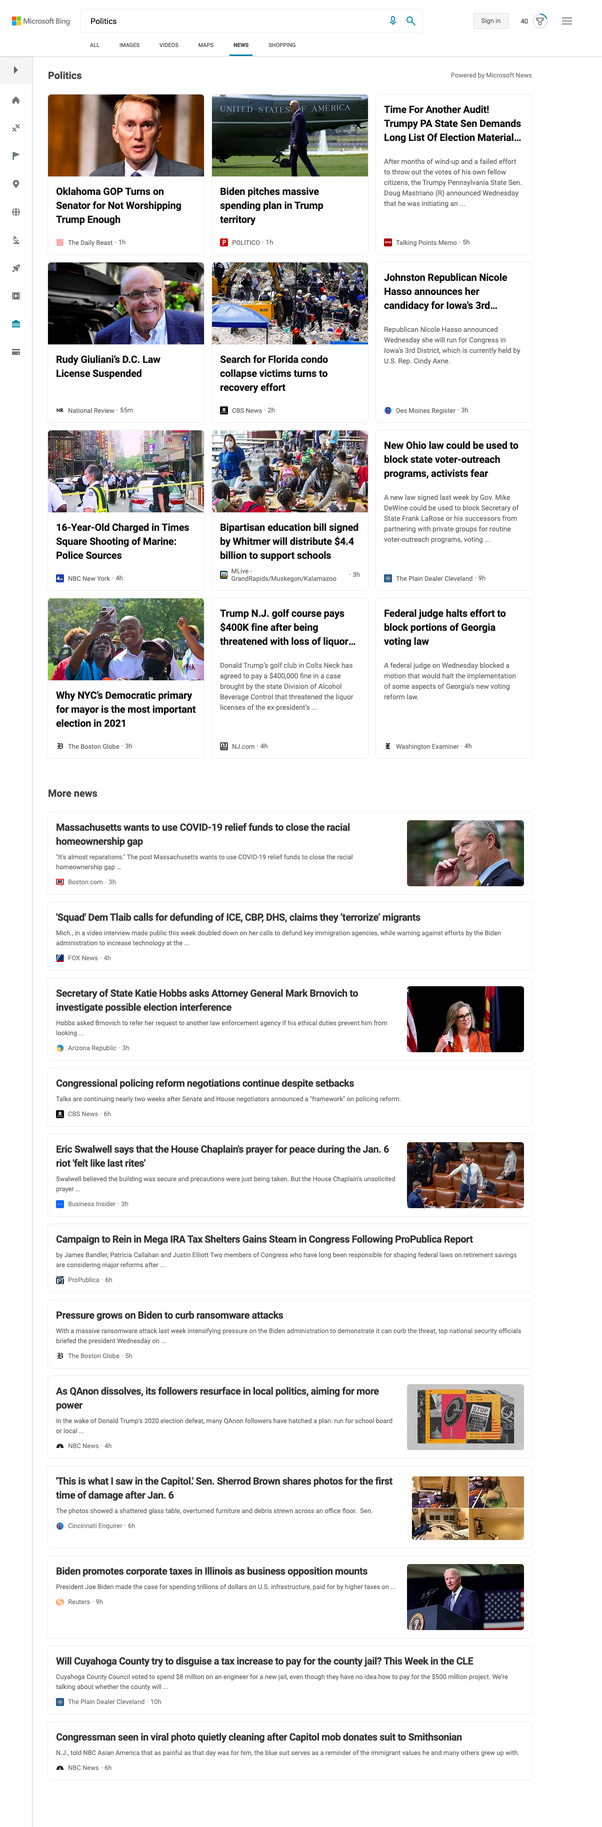 Microsoft Bing
Politics
Sign in
40
ALL
IMAGES
VIDEOS
MAPS
NEWS
SHOPPING
Politics
Powered by Microsoft News
Oklahoma GOP Turns on
Senator for Not Worshipping
Trump Enough
The Daily Beast · 1h
UNITED STATES OF AMERICA
Biden pitches massive
spending plan in Trump
territory
POLITICO · 1h
Time For Another Audit!
Trumpy PA State Sen Demands
Long List Of Election Material...
After months of wind-up and a failed effort
to throw out the votes of his own fellow
citizens, the Trumpy Pennsylvania State Sen.
Doug Mastriano (R) announced Wednesday
that he was initiating an ...
Talking Points Memo · 5h
Rudy Giuliani's D.C. Law
License Suspended
National Review · 55m
Search for Florida condo
collapse victims turns to
recovery effort
CBS News · 2h
Johnston Republican Nicole
Hasso announces her
candidacy for Iowa's 3rd...
Republican Nicole Hasso announced
Wednesday she will run for Congress in
Iowa's 3rd District, which is currently held by
U.S. Rep. Cindy Axne.
Des Moines Register · 3h
16-Year-Old Charged in Times
Square Shooting of Marine:
Police Sources
NBC New York · 4h
Bipartisan education bill signed
by Whitmer will distribute $4.4
billion to support schools
MLive -
GrandRapids/Muskegon/Kalamazoo · 3h
New Ohio law could be used to
block state voter-outreach
programs, activists fear
A new law signed last week by Gov. Mike
DeWine could be used to block Secretary of
State Frank LaRose or his successors from
partnering with private groups for routine
voter-outreach programs, voting ...
The Plain Dealer Cleveland · 9h
Why NYC's Democratic primary
for mayor is the most important
election in 2021
The Boston Globe · 3h
Trump N.J. golf course pays
$400K fine after being
threatened with loss of liquor...
Donald Trump's golf club in Colts Neck has
agreed to pay a $400,000 fine in a case
brought by the state Division of Alcohol
Beverage Control that threatened the liquor
licenses of the ex-president's ...
NJ.com · 4h
Federal judge halts effort to
block portions of Georgia
voting law
A federal judge on Wednesday blocked a
motion that would halt the implementation
of some aspects of Georgia's new voting
reform law.
Washington Examiner · 4h
More news
Massachusetts wants to use COVID-19 relief funds to close the racial
homeownership gap
"It's almost reparations." The post Massachusetts wants to use COVID-19 relief funds to close the racial
homeownership gap ...
Boston.com · 3h
'Squad' Dem Tlaib calls for defunding of ICE, CBP, DHS, claims they 'terrorize' migrants
Mich., in a video interview made public this week doubled down on her calls to defund key immigration agencies, while warning against efforts by the Biden
administration to increase technology at the ...
FOX News · 4h
Secretary of State Katie Hobbs asks Attorney General Mark Brnovich to
investigate possible election interference
Hobbs asked Brnovich to refer her request to another law enforcement agency if his ethical duties prevent him from
looking ...
Arizona Republic · 3h
Congressional policing reform negotiations continue despite setbacks
Talks are continuing nearly two weeks after Senate and House negotiators announced a "framework" on policing reform.
CBS News · 6h
Eric Swalwell says that the House Chaplain's prayer for peace during the Jan. 6
riot 'felt like last rites'
Swalwell believed the building was secure and precautions were just being taken. But the House Chaplain's unsolicited
prayer ...
Business Insider · 3h
Campaign to Rein in Mega IRA Tax Shelters Gains Steam in Congress Following ProPublica Report
by James Bandler, Patricia Callahan and Justin Elliott Two members of Congress who have long been responsible for shaping federal laws on retirement savings
are considering major reforms after ...
ProPublica · 6h
Pressure grows on Biden to curb ransomware attacks
With a massive ransomware attack last week intensifying pressure on the Biden administration to demonstrate it can curb the threat, top national security officials
briefed the president Wednesday on ...
The Boston Globe · 5h
As QAnon dissolves, its followers resurface in local politics, aiming for more
power
In the wake of Donald Trump's 2020 election defeat, many QAnon followers have hatched a plan: run for school board
or local ...
NBC News · 4h
STOP
'This is what I saw in the Capitol.' Sen. Sherrod Brown shares photos for the first
time of damage after Jan. 6
The photos showed a shattered glass table, overturned furniture and debris strewn across an office floor. Sen.
Cincinnati Enquirer · 6h
Biden promotes corporate taxes in Illinois as business opposition mounts
President Joe Biden made the case for spending trillions of dollars on U.S. infrastructure, paid for by higher taxes on ...
Reuters · 9h
Will Cuyahoga County try to disguise a tax increase to pay for the county jail? This Week in the CLE
Cuyahoga County Council voted to spend $8 million on an engineer for a new jail, even though they have no idea how to pay for the $500 million project. We're
talking about whether the county will ...
The Plain Dealer Cleveland · 10h
Congressman seen in viral photo quietly cleaning after Capitol mob donates suit to Smithsonian
N.J., told NBC Asian America that as painful as that day was for him, the blue suit serves as a reminder of the immigrant values he and many others grew up with.
NBC News · 6h